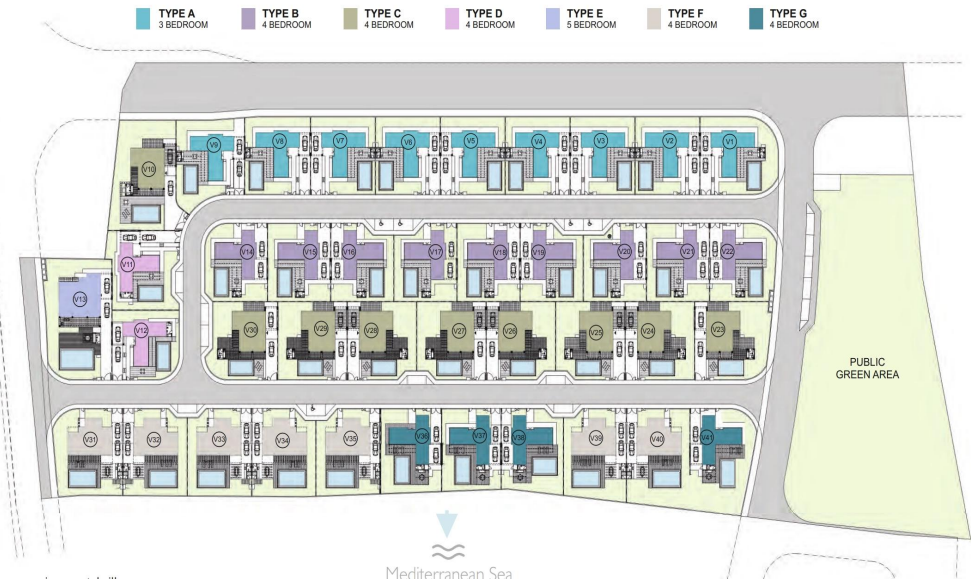 TYPE A
3 BEDROOM
TYPE B
4 BEDROOM
TYPE C
4 BEDROOM
TYPE D
4 BEDROOM
TYPE E
5 BEDROOM
TYPE F
4 BEDROOM
TYPE G
4 BEDROOM
V9
V8
V7
V6
V5
V4
V3
V2
V1
V10
V14
V15
V16
V17
V18
V19
V20
V21
V22
V11
V13
V12
V30
V29
V28
V27
V26
V25
V24
V23
PUBLIC
GREEN AREA
V31
V32
V33
V34
V35
V36
V37
V38
V39
V40
V41
Mediterranean Sea